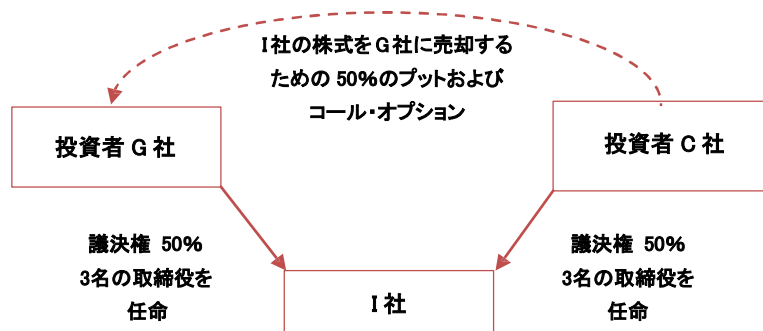 I社の株式をG社に売却する
ための 50%のプットおよび
コール・オプション
投資者 G 社
投資者 C 社
議決権 50%
3名の取締役を
任命
議決権 50%
3名の取締役を
任命
I 社